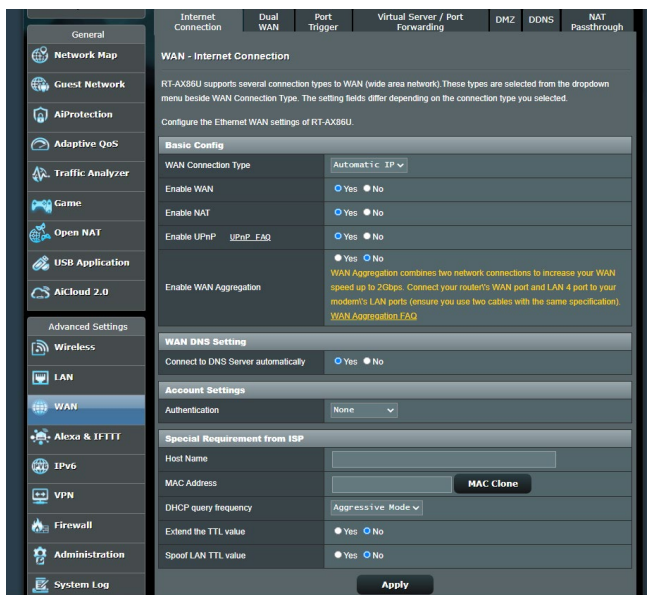 Internet Connection
Dual WAN
Port Trigger
Virtual Server / Port Forwarding
DMZ
DDNS
NAT Passthrough
General
Network Map
Guest Network
AiProtection
Adaptive QoS
Traffic Analyzer
Game
Open NAT
USB Application
AiCloud 2.0
Advanced Settings
Wireless
LAN
WAN
Alexa & IFTTT
IPv6
VPN
Firewall
Administration
System Log
WAN - Internet Connection
RT-AX86U supports several connection types to WAN (wide area network).These types are selected from the dropdown
menu beside WAN Connection Type. The setting fields differ depending on the connection type you selected.
Configure the Ethernet WAN settings of RT-AX86U.
Basic Config
WAN Connection Type Automatic IP
Enable WAN Yes No
Enable NAT Yes No
Enable UPnP UPnP FAQ Yes No
Enable WAN Aggregation Yes No
WAN Aggregation combines two network connections to increase your WAN
speed up to 2Gbps. Connect your router\'s WAN port and LAN 4 port to your
modem\'s LAN ports (ensure you use two cables with the same specification).
WAN Aggregation FAQ
WAN DNS Setting
Connect to DNS Server automatically Yes No
Account Settings
Authentication None
Special Requirement from ISP
Host Name
MAC Address MAC Clone
DHCP query frequency Aggressive Mode
Extend the TTL value Yes No
Spoof LAN TTL value Yes No
Apply